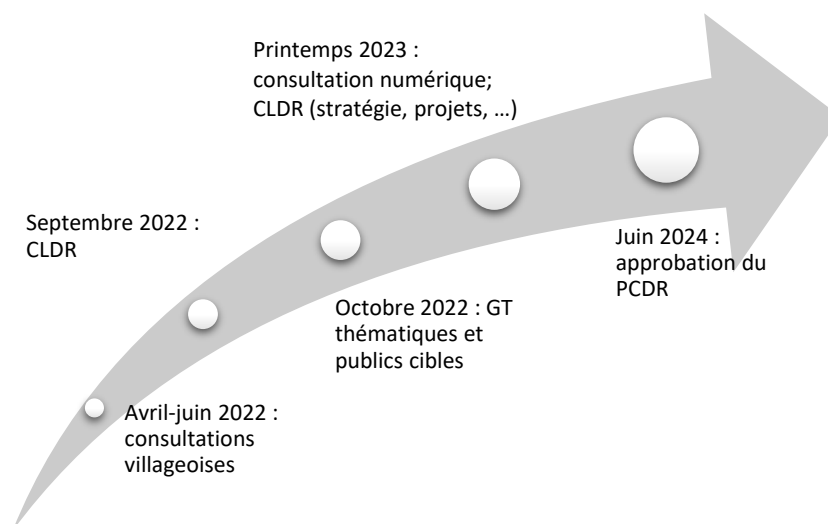 Printemps 2023 :
consultation numérique;
CLDR (stratégie, projets, …)
Septembre 2022 :
CLDR
Juin 2024 :
approbation du
PCDR
Octobre 2022 : GT
thématiques et
publics cibles
Avril-juin 2022 :
consultations
villageoises